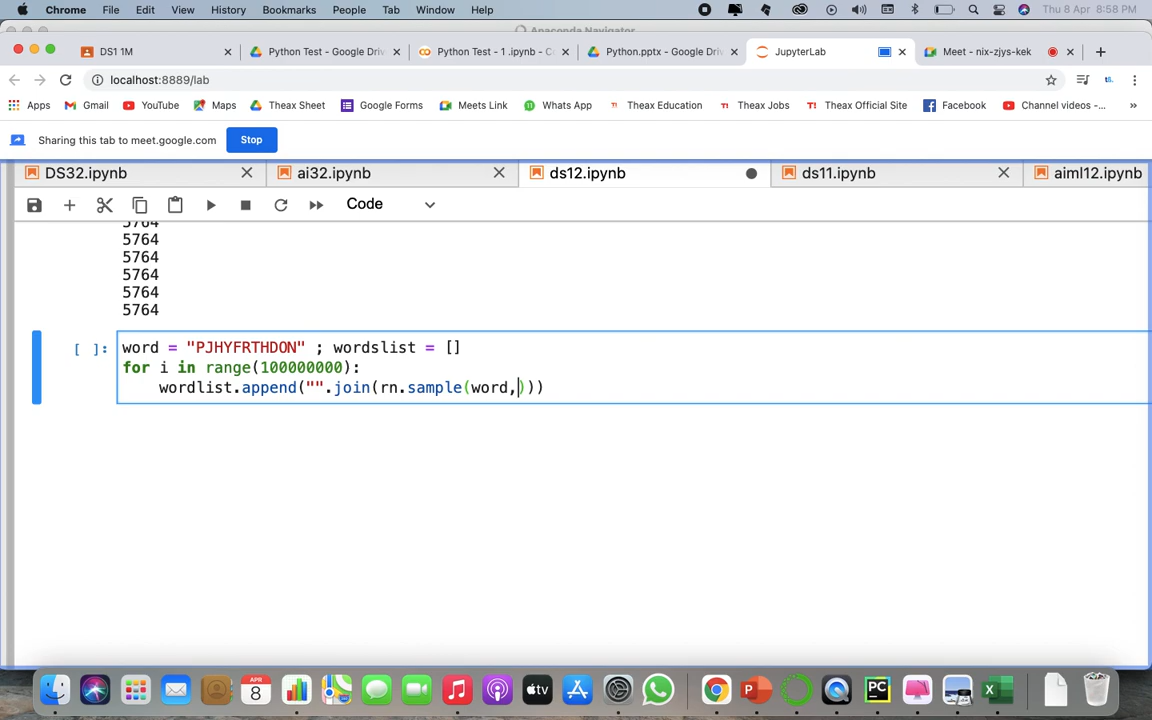 Chrome File Edit View History Bookmarks People Tab Window Help Thu 8 Apr 8:58 PM
Anaconda Navigator
DS1 1M Python Test - Google Driv Python Test - 1 .ipynb - C Python.pptx - Google Dri JupyterLab Meet - nix-zjys-kek
localhost:8889/lab
Apps Gmail YouTube Maps Theax Sheet Google Forms Meets Link Whats App Theax Education Theax Jobs Theax Official Site Facebook Channel videos -... »
Sharing this tab to meet.google.com Stop
DS32.ipynb ai32.ipynb ds12.ipynb ds11.ipynb aiml12.ipynb
Code
5764
5764
5764
5764
5764
5764
[ ]: word = "PJHYFRTHDON" ; wordslist = []
for i in range(100000000):
wordlist.append("".join(rn.sample(word,)))
tv PC P X